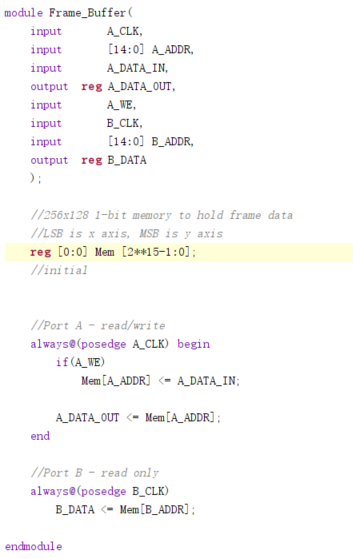 module Frame_Buffer(
input A_CLK,
input [14:0] A_ADDR,
input A_DATA_IN,
output reg A_DATA_OUT,
input A_WE,
input B_CLK,
input [14:0] B_ADDR,
output reg B_DATA
);
//256x128 1-bit memory to hold frame data
//LSB is x axis, MSB is y axis
reg [0:0] Mem [2**15-1:0];
//initial
//Port A - read/write
always@(posedge A_CLK) begin
if(A_WE)
Mem[A_ADDR] <= A_DATA_IN;
A_DATA_OUT <= Mem[A_ADDR];
end
//Port B - read only
always@(posedge B_CLK)
B_DATA <= Mem[B_ADDR];
endmodule